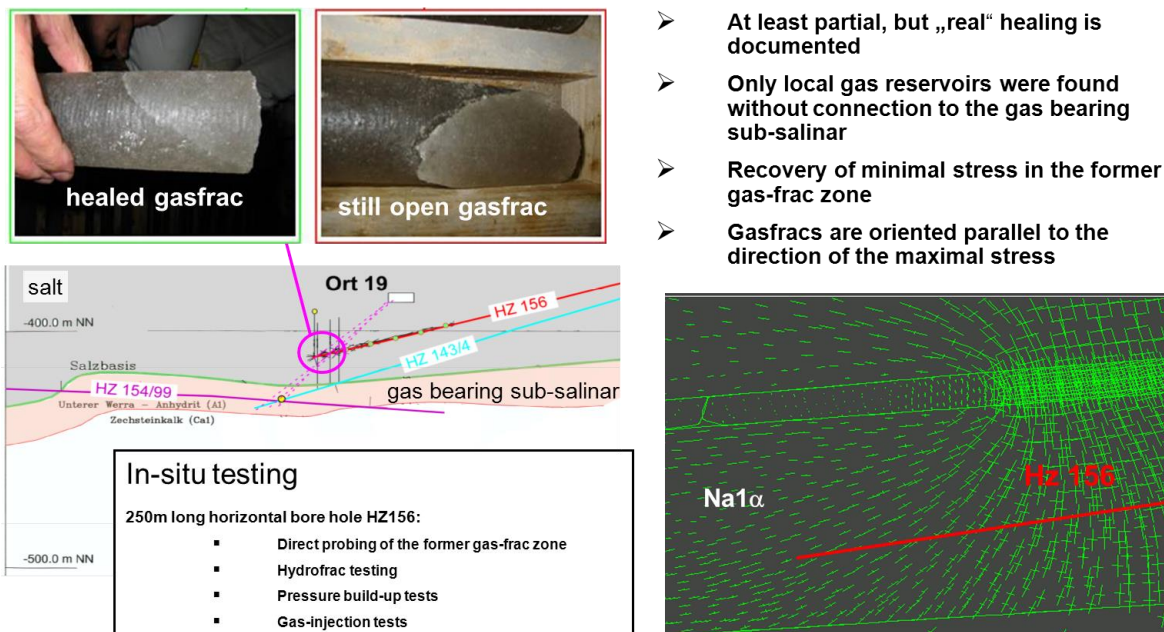 healed gasfrac
still open gasfrac
➢ At least partial, but „real“ healing is
documented
➢ Only local gas reservoirs were found
without connection to the gas bearing
sub-salinar
➢ Recovery of minimal stress in the former
gas-frac zone
➢ Gasfracs are oriented parallel to the
direction of the maximal stress
salt
Ort 19
-400.0 m NN
HZ 156
HZ 143/4
Salzbasis
HZ 154/99
gas bearing sub-salinar
Unterer Werra - Anhydrit (A1)
Zechsteinkalk (Ca1)
-500.0 m NN
In-situ testing
250m long horizontal bore hole HZ156:
▪ Direct probing of the former gas-frac zone
▪ Hydrofrac testing
▪ Pressure build-up tests
▪ Gas-injection tests
Na1α
Hz 156